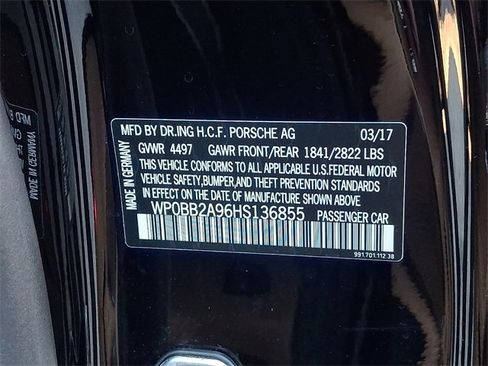 MFD BY DR.ING H.C.F. PORSCHE AG 03/17
GVWR 4497 GAWR FRONT/REAR 1841/2822 LBS
THIS VEHICLE CONFORMS TO ALL APPLICABLE U.S.FEDERAL MOTOR
VEHICLE SAFETY,BUMPER,AND THEFT PREVENTION STANDARDS
IN EFFECT ON THE DATE OF MANUFACTURE SHOWN ABOVE
WP0BB2A96HS136855 PASSENGER CAR
991.701.112 38
MADE IN GERMANY